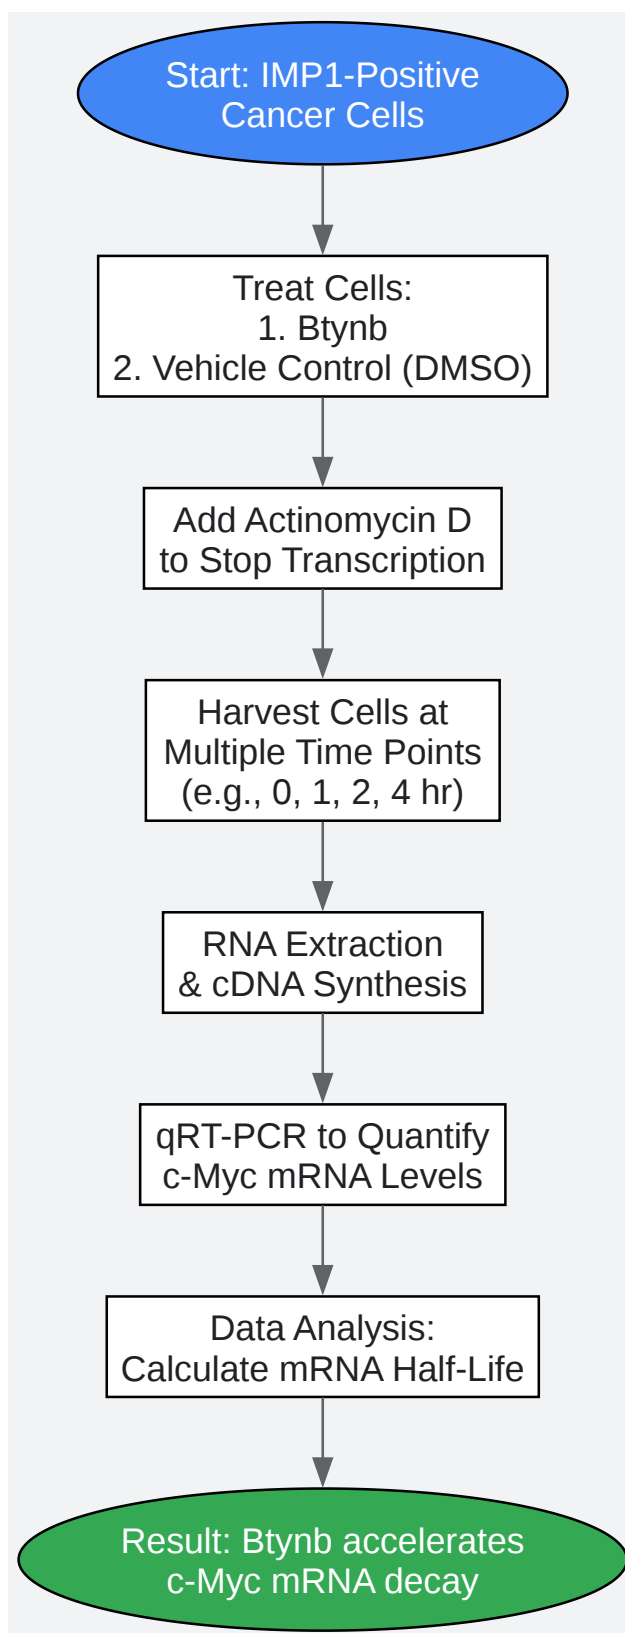 Start: IMP1-Positive
Cancer Cells
Treat Cells:
1. Btynb
2. Vehicle Control (DMSO)
Add Actinomycin D
to Stop Transcription
Harvest Cells at
Multiple Time Points
(e.g., 0, 1, 2, 4 hr)
RNA Extraction
& cDNA Synthesis
qRT-PCR to Quantify
c-Myc mRNA Levels
Data Analysis:
Calculate mRNA Half-Life
Result: Btynb accelerates
c-Myc mRNA decay